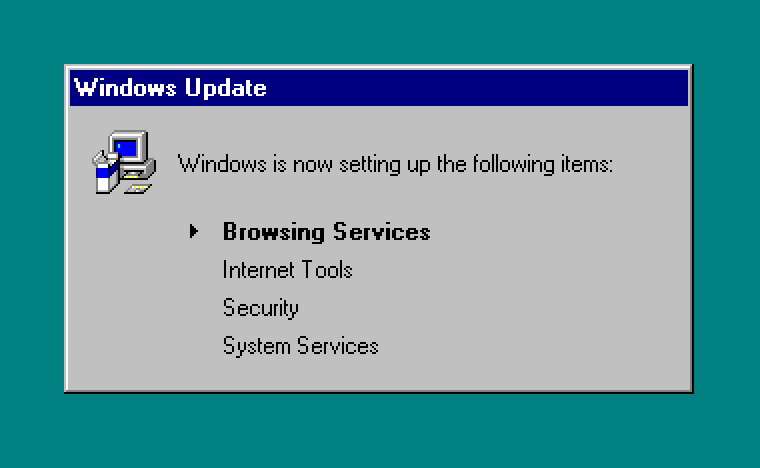 Windows Update
Windows is now setting up the following items:
Browsing Services
Internet Tools
Security
System Services